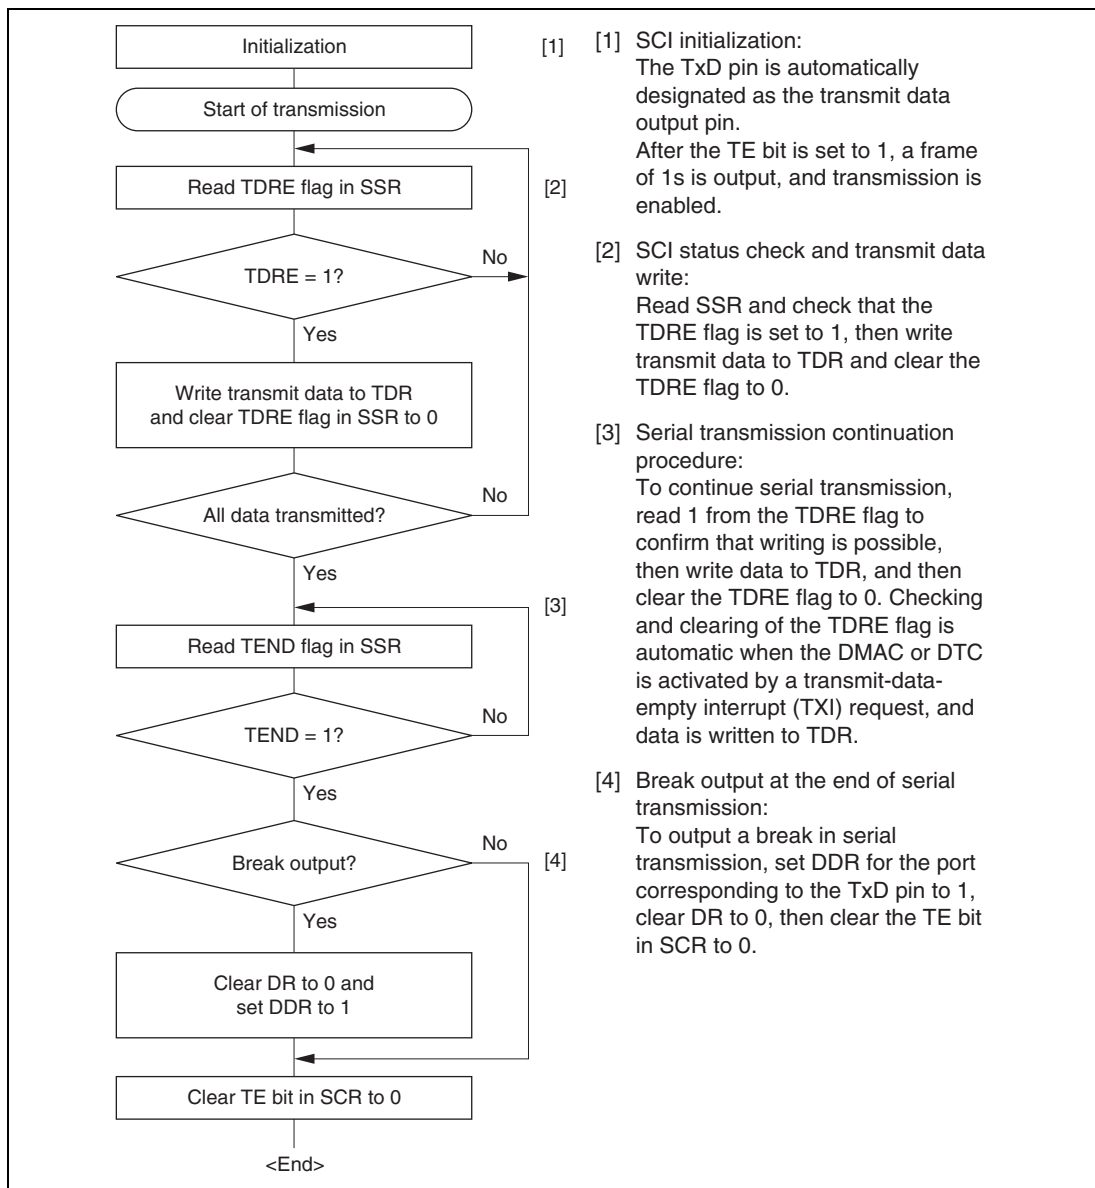 Initialization [1]
Start of transmission
Read TDRE flag in SSR [2]
No
TDRE = 1?
Yes
Write transmit data to TDR
and clear TDRE flag in SSR to 0
No
All data transmitted?
Yes
[3]
Read TEND flag in SSR
No
TEND = 1?
Yes
No
Break output? [4]
Yes
Clear DR to 0 and
set DDR to 1
Clear TE bit in SCR to 0
<End>
[1] SCI initialization:
The TxD pin is automatically
designated as the transmit data
output pin.
After the TE bit is set to 1, a frame
of 1s is output, and transmission is
enabled.
[2] SCI status check and transmit data
write:
Read SSR and check that the
TDRE flag is set to 1, then write
transmit data to TDR and clear the
TDRE flag to 0.
[3] Serial transmission continuation
procedure:
To continue serial transmission,
read 1 from the TDRE flag to
confirm that writing is possible,
then write data to TDR, and then
clear the TDRE flag to 0. Checking
and clearing of the TDRE flag is
automatic when the DMAC or DTC
is activated by a transmit-data-
empty interrupt (TXI) request, and
data is written to TDR.
[4] Break output at the end of serial
transmission:
To output a break in serial
transmission, set DDR for the port
corresponding to the TxD pin to 1,
clear DR to 0, then clear the TE bit
in SCR to 0.